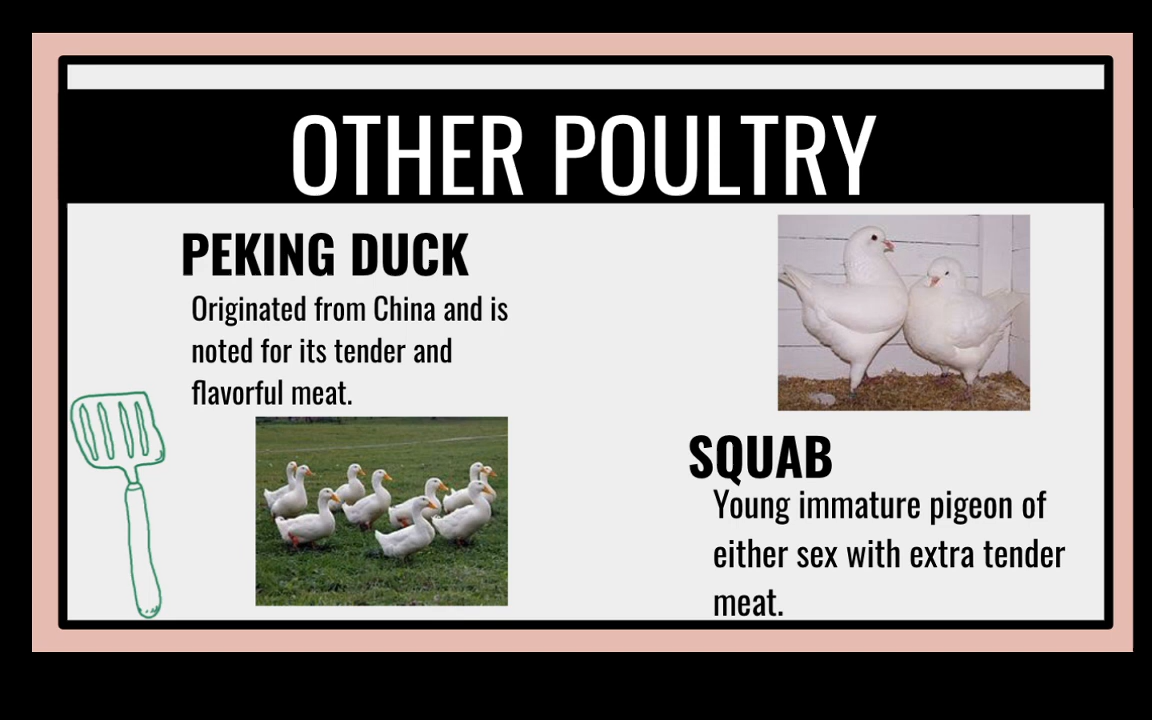 OTHER POULTRY
PEKING DUCK
Originated from China and is
noted for its tender and
flavorful meat.
SQUAB
Young immature pigeon of
either sex with extra tender
meat.